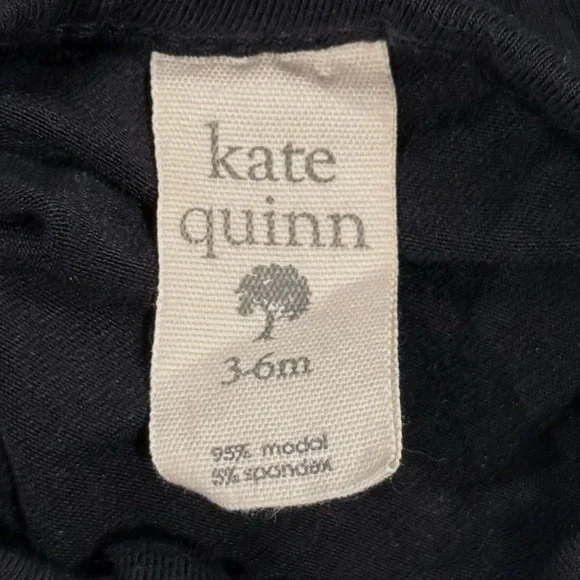 kate
quinn
3-6m
95% modal
5% spandex